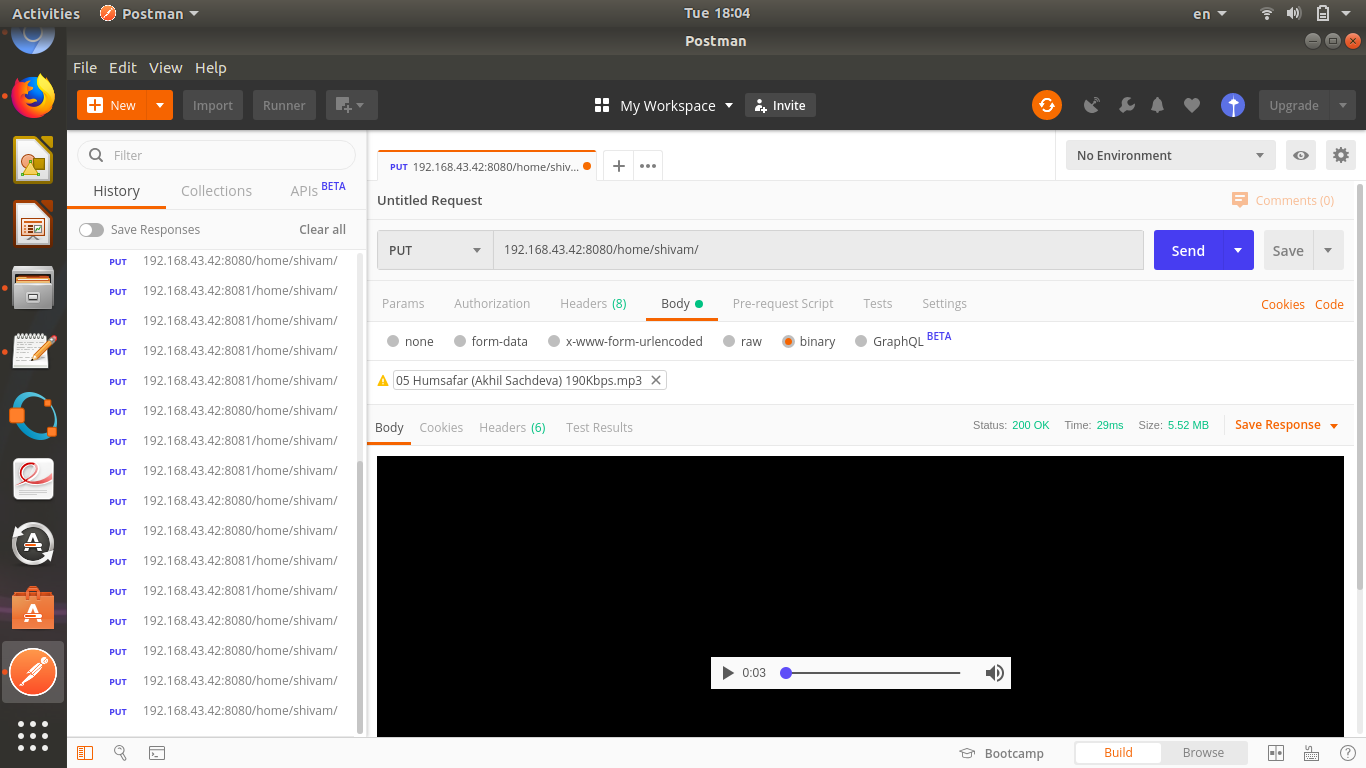 Activities Postman Tue 18:04 en
Postman
File Edit View Help
New Import Runner My Workspace Invite Upgrade
Filter
PUT 192.168.43.42:8080/home/shiv... No Environment
History Collections APIs BETA
Untitled Request Comments (0)
Save Responses Clear all
PUT 192.168.43.42:8080/home/shivam/ Send Save
PUT 192.168.43.42:8080/home/shivam/
PUT 192.168.43.42:8081/home/shivam/
PUT 192.168.43.42:8081/home/shivam/
PUT 192.168.43.42:8081/home/shivam/
PUT 192.168.43.42:8081/home/shivam/
PUT 192.168.43.42:8080/home/shivam/
PUT 192.168.43.42:8081/home/shivam/
PUT 192.168.43.42:8081/home/shivam/
PUT 192.168.43.42:8080/home/shivam/
PUT 192.168.43.42:8080/home/shivam/
PUT 192.168.43.42:8081/home/shivam/
PUT 192.168.43.42:8081/home/shivam/
PUT 192.168.43.42:8080/home/shivam/
PUT 192.168.43.42:8080/home/shivam/
PUT 192.168.43.42:8080/home/shivam/
PUT 192.168.43.42:8080/home/shivam/
Params Authorization Headers (8) Body Pre-request Script Tests Settings Cookies Code
none form-data x-www-form-urlencoded raw binary GraphQL BETA
05 Humsafar (Akhil Sachdeva) 190Kbps.mp3
Body Cookies Headers (6) Test Results Status: 200 OK Time: 29ms Size: 5.52 MB Save Response
0:03
Bootcamp Build Browse